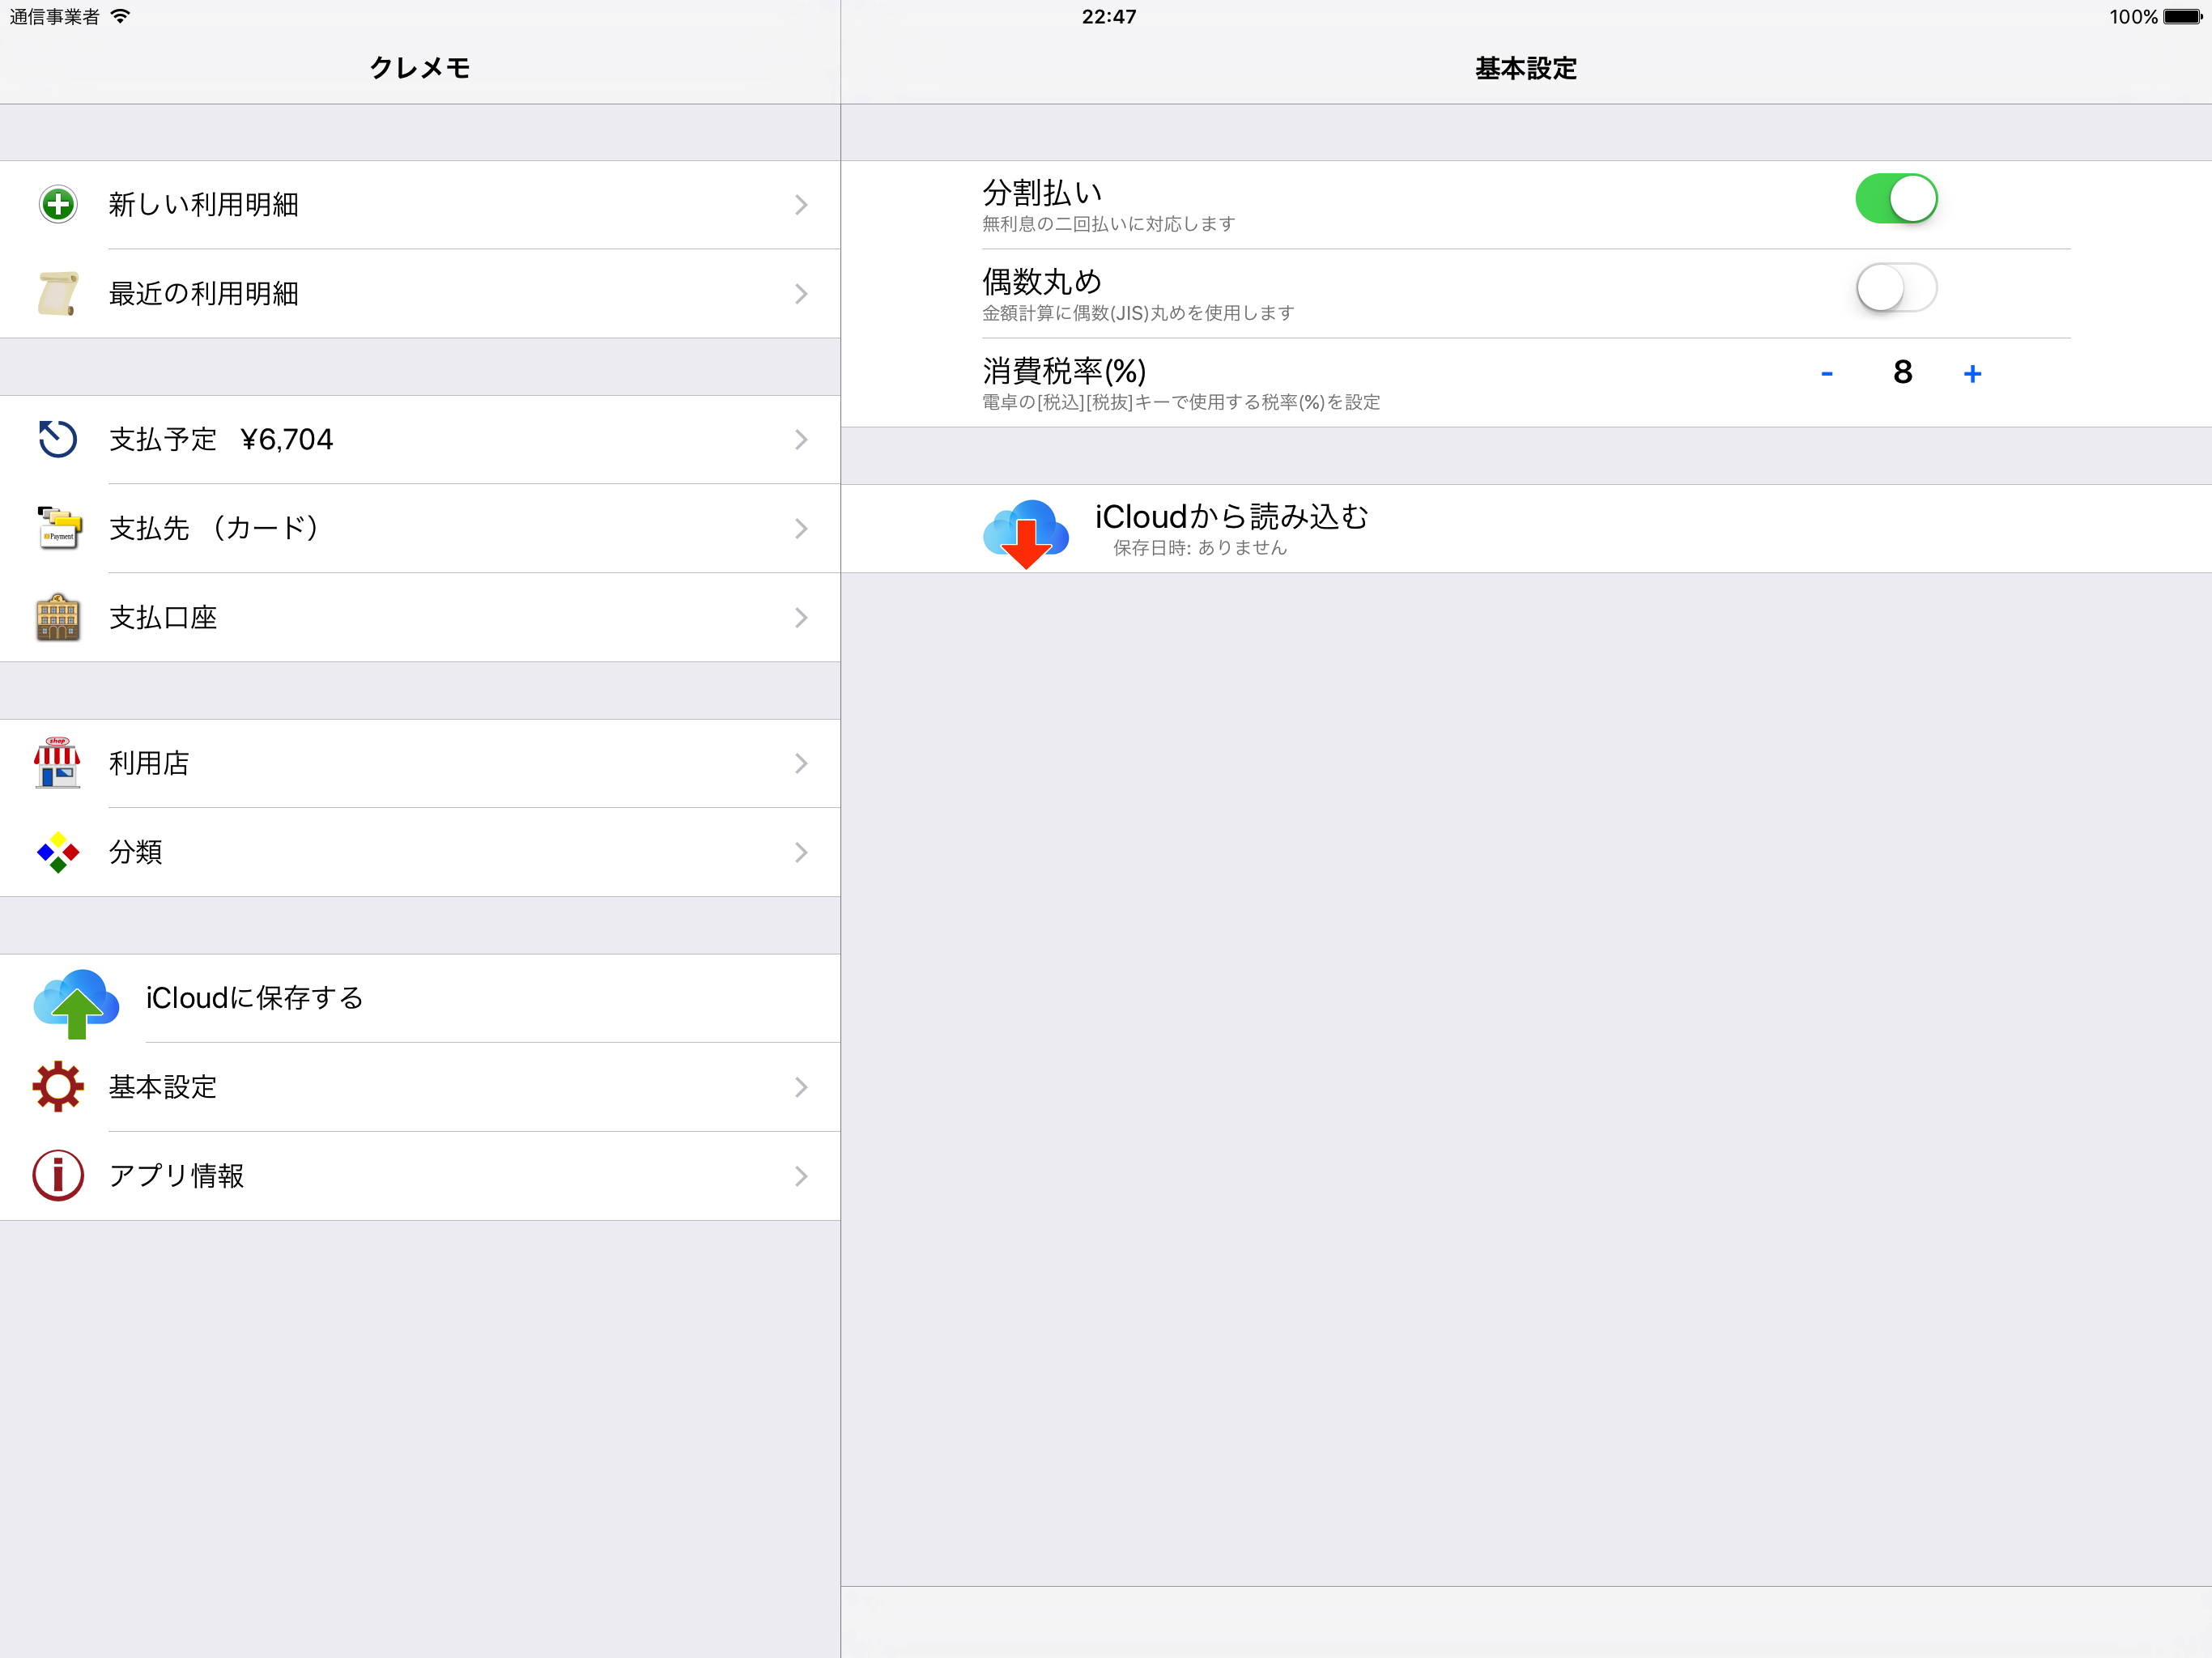 通信事業者
22:47
100%
クレメモ
新しい利用明細
最近の利用明細
支払予定 ¥6,704
Payment
支払先 （カード）
支払口座
shop
利用店
分類
iCloudに保存する
基本設定
アプリ情報
基本設定
分割払い
無利息の二回払いに対応します
偶数丸め
金額計算に偶数(JIS)丸めを使用します
消費税率(%)
- 8 +
電卓の[税込][税抜]キーで使用する税率(%)を設定
iCloudから読み込む
保存日時: ありません